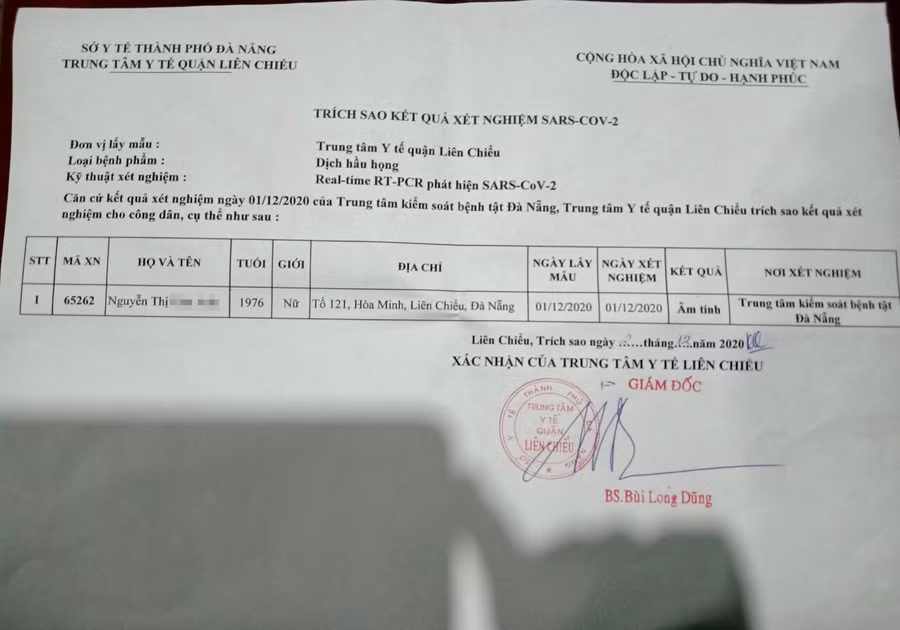 SỞ Y TẾ THÀNH PHỐ ĐÀ NẴNG
TRUNG TÂM Y TẾ QUẬN LIÊN CHIỂU
CỘNG HÒA XÃ HỘI CHỦ NGHĨA VIỆT NAM
ĐỘC LẬP - TỰ DO - HẠNH PHÚC
TRÍCH SAO KẾT QUẢ XÉT NGHIỆM SARS-COV-2
Đơn vị lấy mẫu : Trung tâm Y tế quận Liên Chiểu
Loại bệnh phẩm : Dịch hầu họng
Kỹ thuật xét nghiệm : Real-time RT-PCR phát hiện SARS-CoV-2
Căn cứ kết quả xét nghiệm ngày 01/12/2020 của Trung tâm kiểm soát bệnh tật Đà Nẵng, Trung tâm Y tế quận Liên Chiểu trích sao kết quả xét
nghiệm cho công dân, cụ thể như sau :
STT MÃ XN HỌ VÀ TÊN TUỔI GIỚI ĐỊA CHỈ NGÀY LẤY MẪU NGÀY XÉT NGHIỆM KẾT QUẢ NƠI XÉT NGHIỆM
1 65262 Nguyễn Thị 1976 Nữ Tổ 121, Hòa Minh, Liên Chiểu, Đà Nẵng 01/12/2020 01/12/2020 Âm tính Trung tâm kiểm soát bệnh tật Đà Nẵng
Liên Chiểu, Trích sao ngày ....tháng 12 năm 2020
XÁC NHẬN CỦA TRUNG TÂM Y TẾ LIÊN CHIỂU
GIÁM ĐỐC
SỞ Y TẾ THÀNH PHỐ ĐÀ NẴNG
TRUNG TÂM
Y TẾ
QUẬN
LIÊN CHIỂU
BS.Bùi Long Dũng